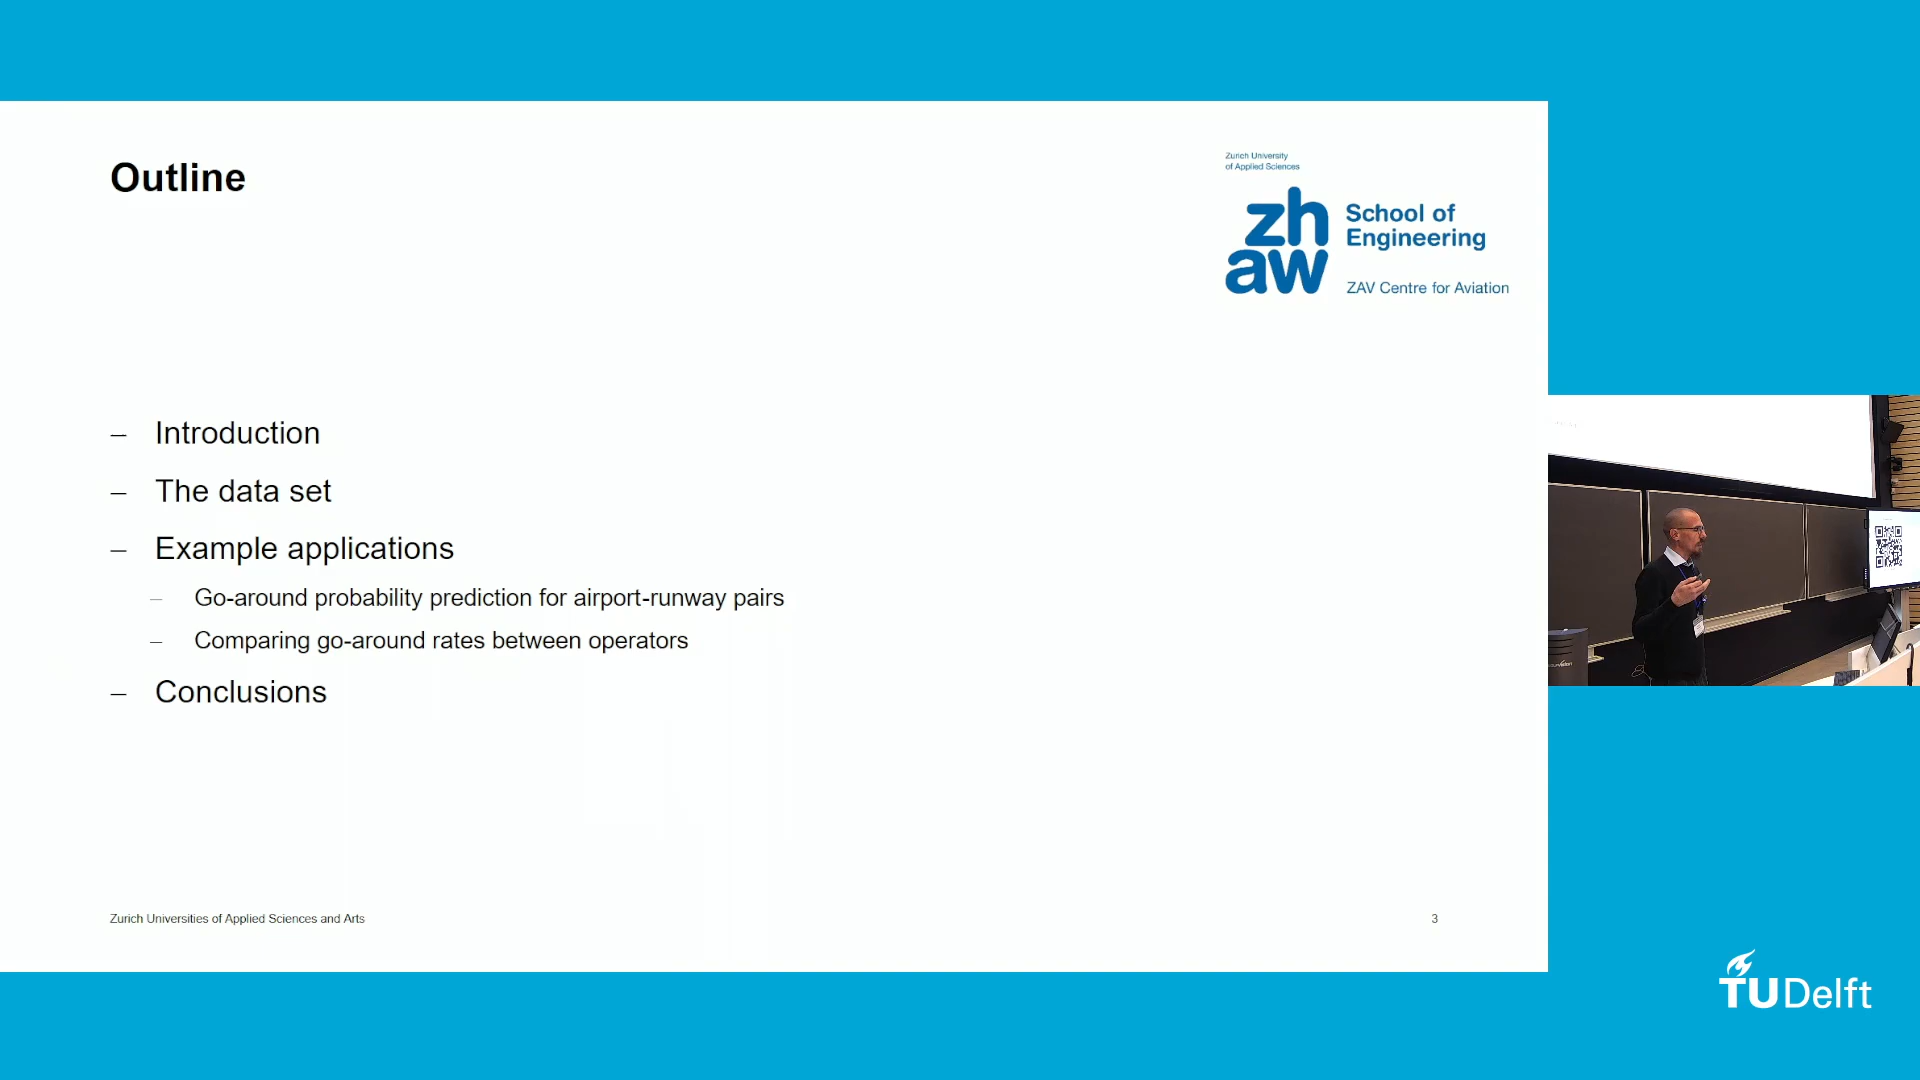 Outline
Zurich University
of Applied Sciences
zh
aw
School of
Engineering
ZAV Centre for Aviation
– Introduction
– The data set
– Example applications
– Go-around probability prediction for airport-runway pairs
– Comparing go-around rates between operators
– Conclusions
Zurich Universities of Applied Sciences and Arts
3
TUDelft